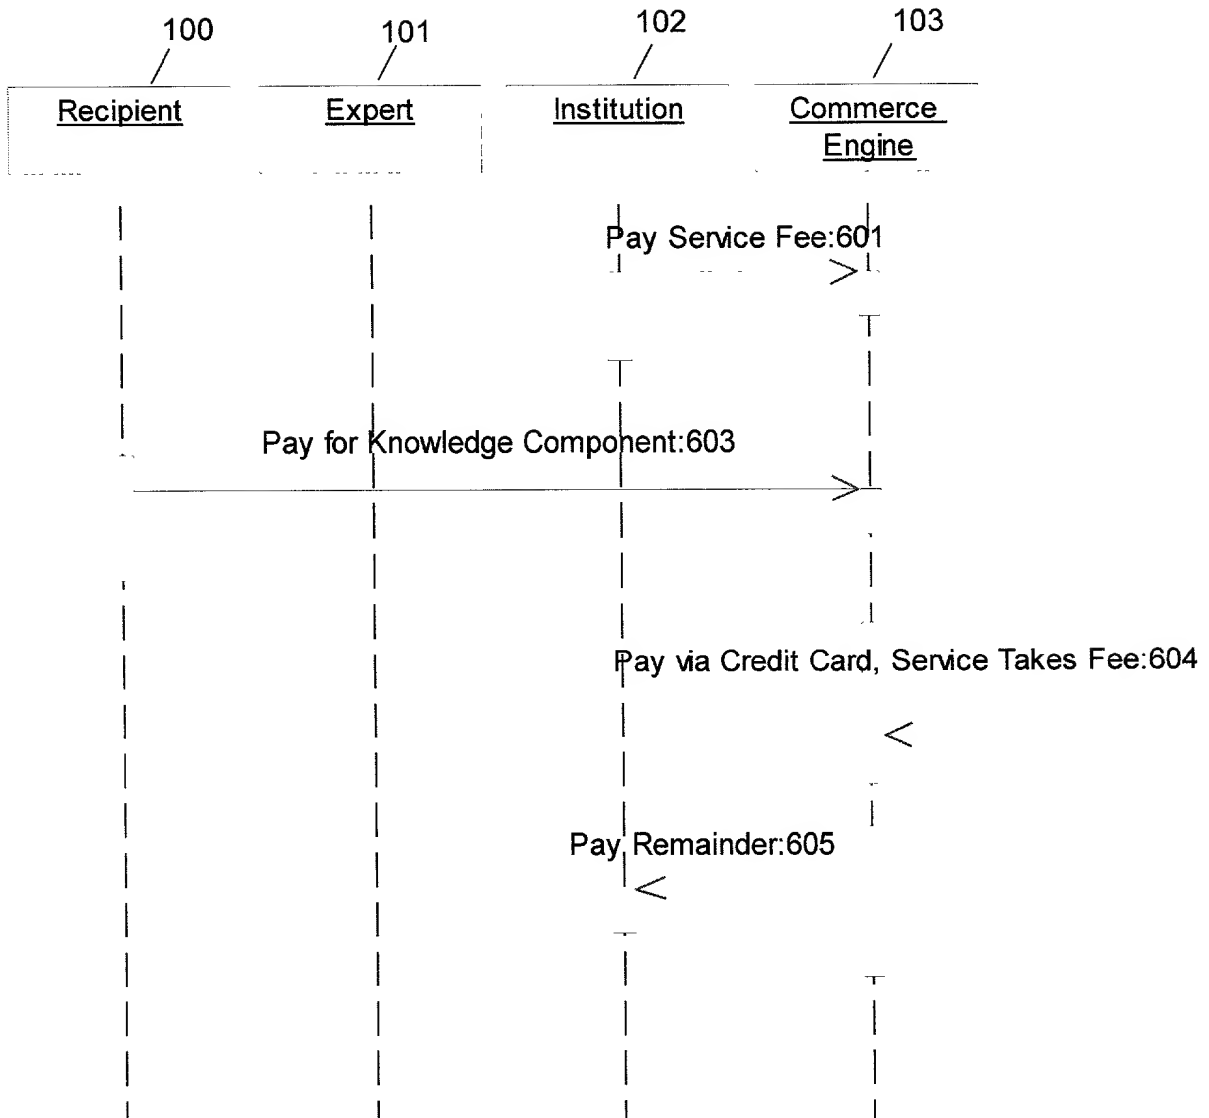 100
101
102
103
Recipient
Expert
Institution
Commerce
Engine
Pay Service Fee:601
Pay for Knowledge Component:603
Pay via Credit Card, Service Takes Fee:604
Pay Remainder:605